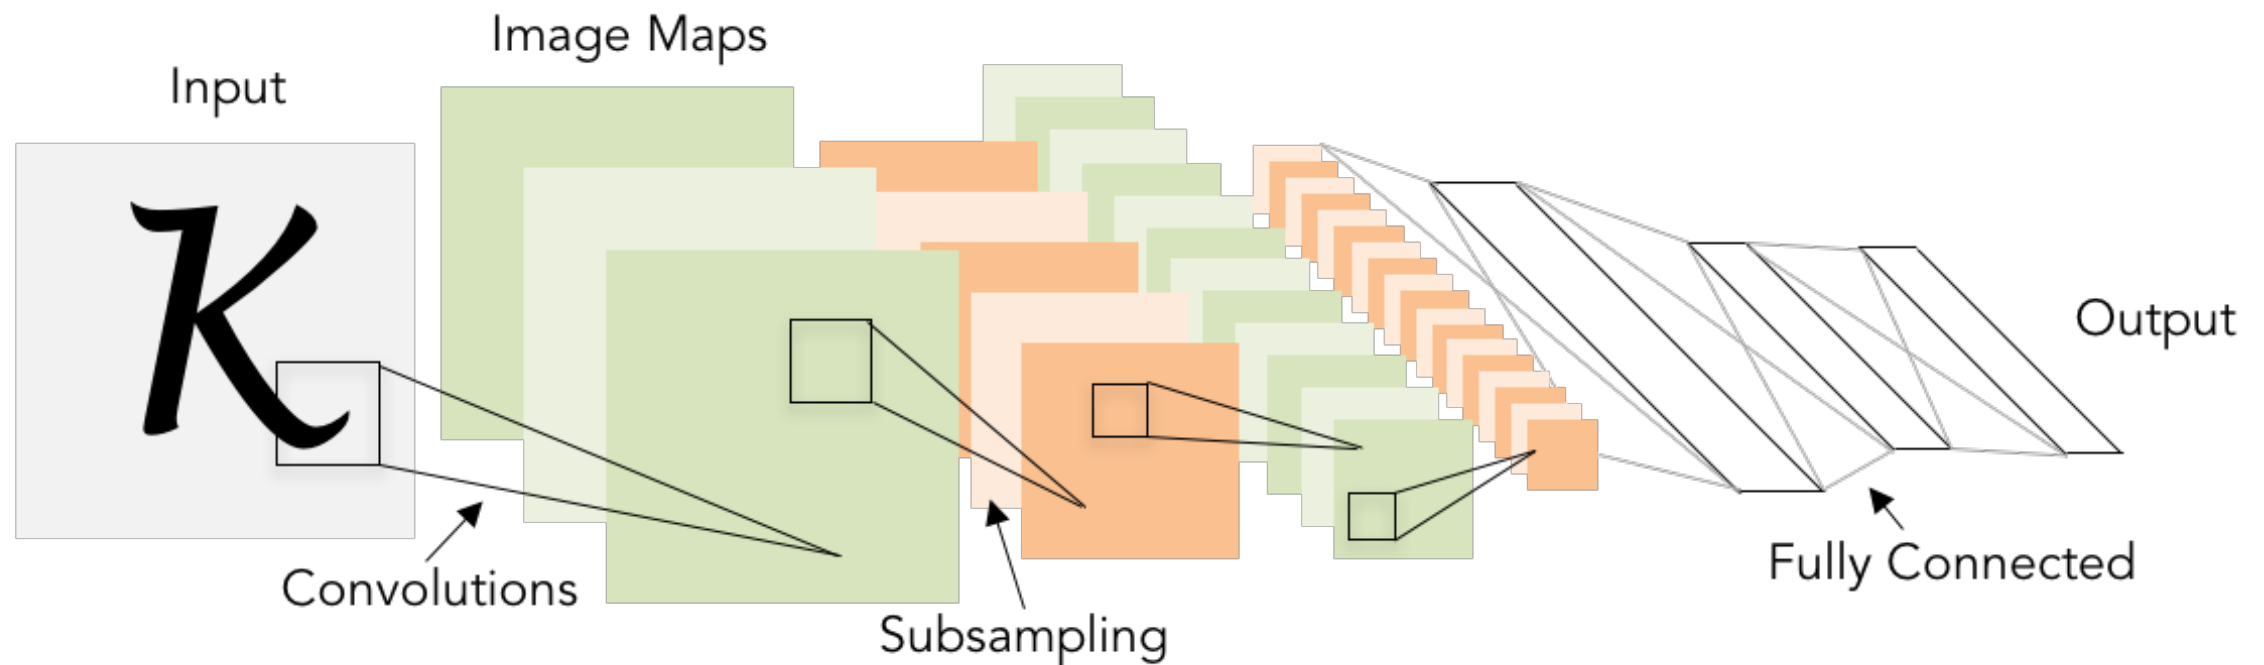 Image Maps
Input
K
Output
Convolutions
Fully Connected
Subsampling